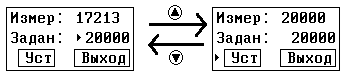 Измер: 17213
Задан: 20000
Уст Выход
Измер: 20000
Задан: 20000
Уст Выход